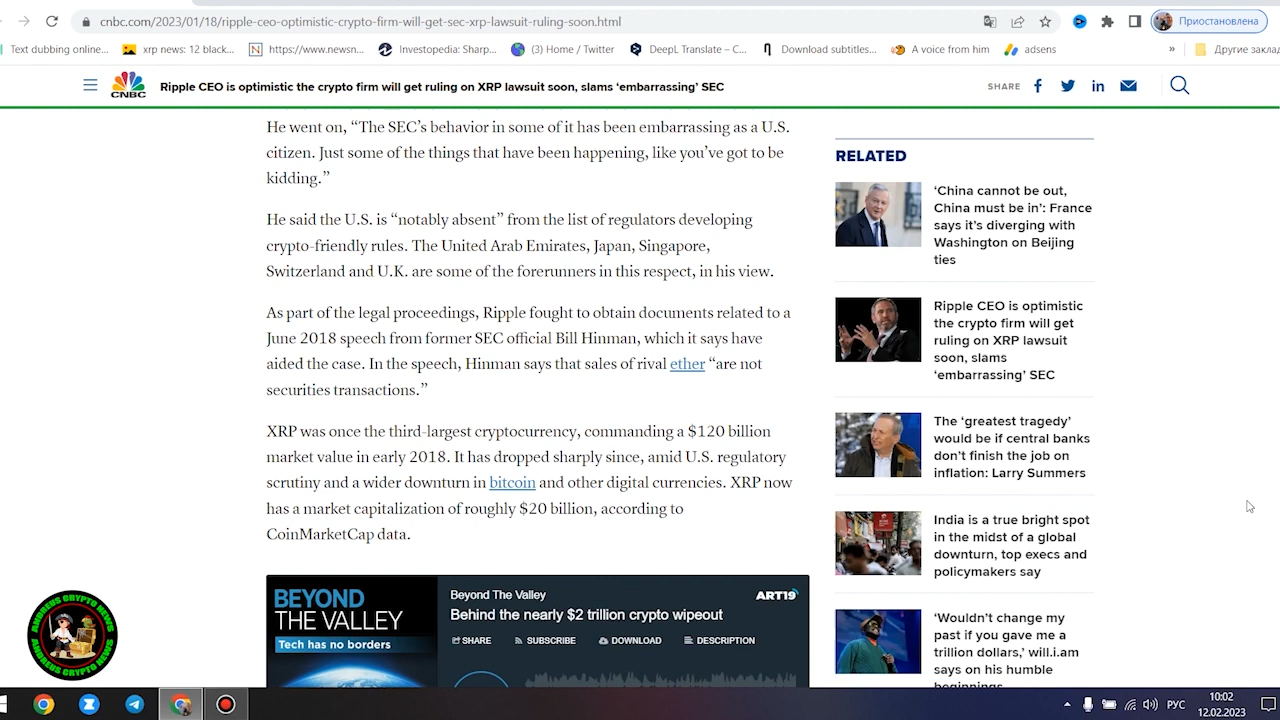 cnbc.com/2023/01/18/ripple-ceo-optimistic-crypto-firm-will-get-sec-xrp-lawsuit-ruling-soon.html
Приостановлена
Text dubbing online...
xrp news: 12 black...
https://www.newsn...
Investopedia: Sharp...
(3) Home / Twitter
DeepL Translate – C...
Download subtitles...
A voice from him
adsens
»
Другие заклад
CNBC
Ripple CEO is optimistic the crypto firm will get ruling on XRP lawsuit soon, slams ‘embarrassing’ SEC
SHARE
He went on, “The SEC’s behavior in some of it has been embarrassing as a U.S.
citizen. Just some of the things that have been happening, like you’ve got to be
kidding.”
He said the U.S. is “notably absent” from the list of regulators developing
crypto-friendly rules. The United Arab Emirates, Japan, Singapore,
Switzerland and U.K. are some of the forerunners in this respect, in his view.
As part of the legal proceedings, Ripple fought to obtain documents related to a
June 2018 speech from former SEC official Bill Hinman, which it says have
aided the case. In the speech, Hinman says that sales of rival ether “are not
securities transactions.”
XRP was once the third-largest cryptocurrency, commanding a $120 billion
market value in early 2018. It has dropped sharply since, amid U.S. regulatory
scrutiny and a wider downturn in bitcoin and other digital currencies. XRP now
has a market capitalization of roughly $20 billion, according to
CoinMarketCap data.
BEYOND
THE VALLEY
Tech has no borders
Beyond The Valley
Behind the nearly $2 trillion crypto wipeout
ART19
SHARE
SUBSCRIBE
DOWNLOAD
DESCRIPTION
RELATED
‘China cannot be out,
China must be in’: France
says it’s diverging with
Washington on Beijing
ties
Ripple CEO is optimistic
the crypto firm will get
ruling on XRP lawsuit
soon, slams
‘embarrassing’ SEC
The ‘greatest tragedy’
would be if central banks
don’t finish the job on
inflation: Larry Summers
India is a true bright spot
in the midst of a global
downturn, top execs and
policymakers say
‘Wouldn’t change my
past if you gave me a
trillion dollars,’ will.i.am
says on his humble
beginnings
ANDREUS CRYPTO NEWS
ANDREUS CRYPTO NEWS
РУС
10:02
12.02.2023